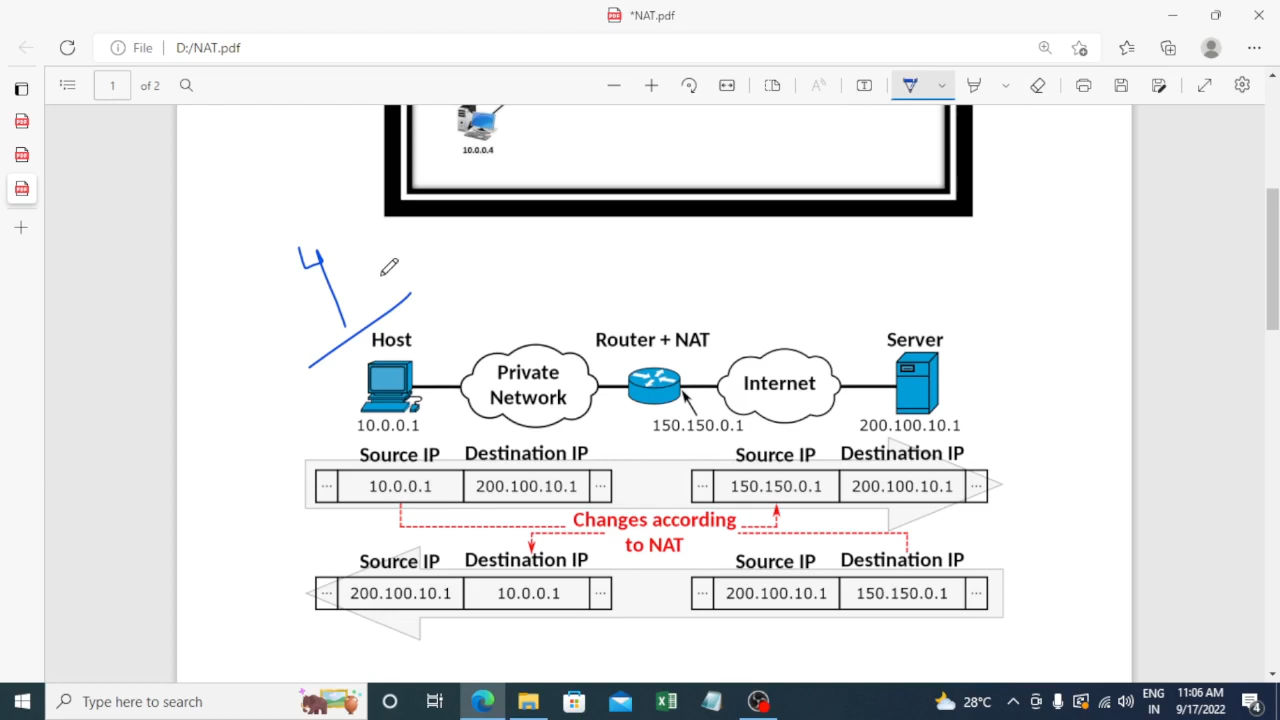 *NAT.pdf
File D:/NAT.pdf
1 of 2
10.0.0.4
Host Router + NAT Server
Private Network Internet
10.0.0.1 150.150.0.1 200.100.10.1
Source IP Destination IP Source IP Destination IP
... 10.0.0.1 200.100.10.1 ... ... 150.150.0.1 200.100.10.1 ...
Changes according
to NAT
Source IP Destination IP Source IP Destination IP
... 200.100.10.1 10.0.0.1 ... ... 200.100.10.1 150.150.0.1 ...
Type here to search 28°C ENG 11:06 AM
IN 9/17/2022 4